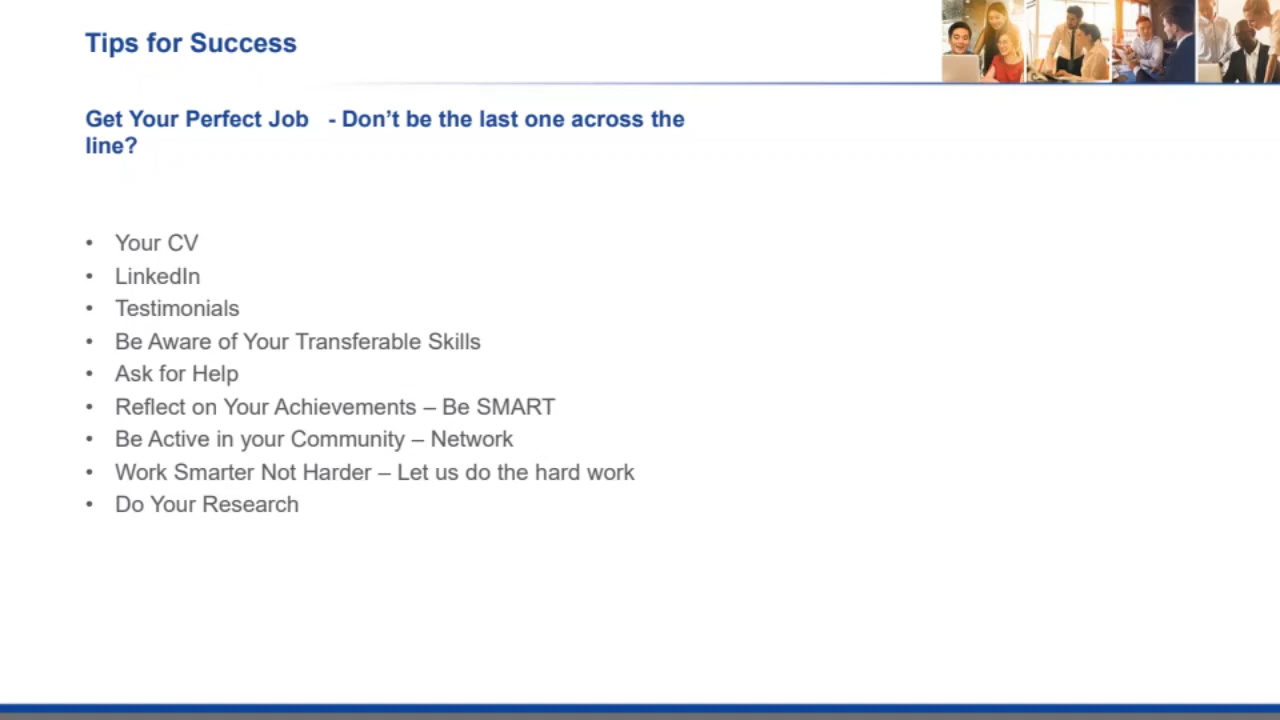 Tips for Success
Get Your Perfect Job - Don’t be the last one across the
line?
• Your CV
• LinkedIn
• Testimonials
• Be Aware of Your Transferable Skills
• Ask for Help
• Reflect on Your Achievements – Be SMART
• Be Active in your Community – Network
• Work Smarter Not Harder – Let us do the hard work
• Do Your Research